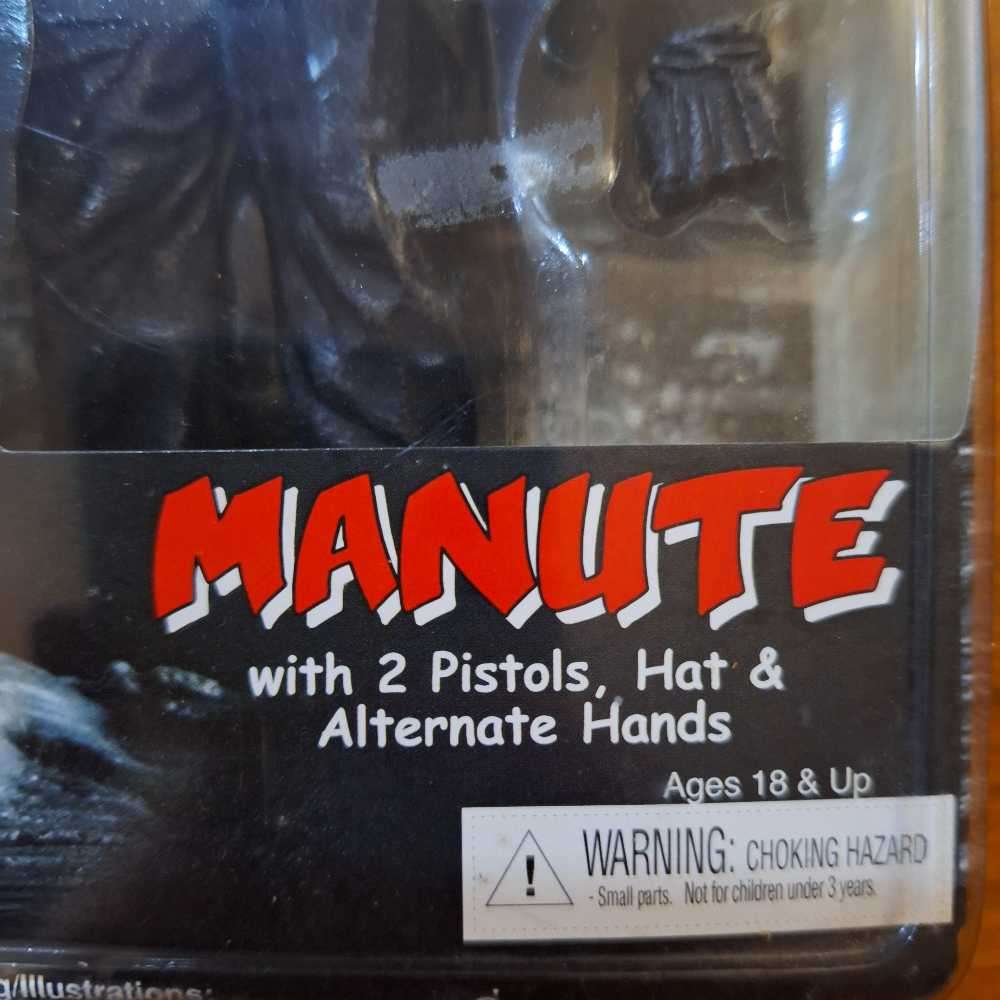 MANUTE
with 2 Pistols, Hat &
Alternate Hands
Ages 18 & Up
WARNING: CHOKING HAZARD
- Small parts. Not for children under 3 years.
g/Illustrations: